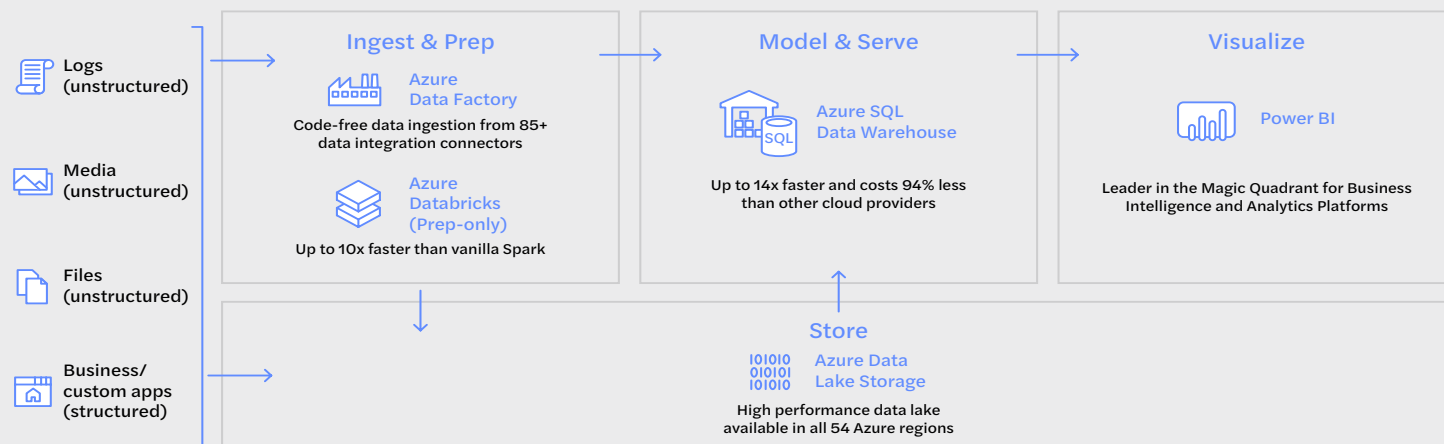 Logs
(unstructured)
Media
(unstructured)
Files
(unstructured)
Business/
custom apps
(structured)
Ingest & Prep
Azure
Data Factory
Code-free data ingestion from 85+
data integration connectors
Azure
Databricks
(Prep-only)
Up to 10x faster than vanilla Spark
Model & Serve
SQL
Azure SQL
Data Warehouse
Up to 14x faster and costs 94% less
than other cloud providers
Visualize
Power BI
Leader in the Magic Quadrant for Business
Intelligence and Analytics Platforms
Store
101010
010101
101010
Azure Data
Lake Storage
High performance data lake
available in all 54 Azure regions